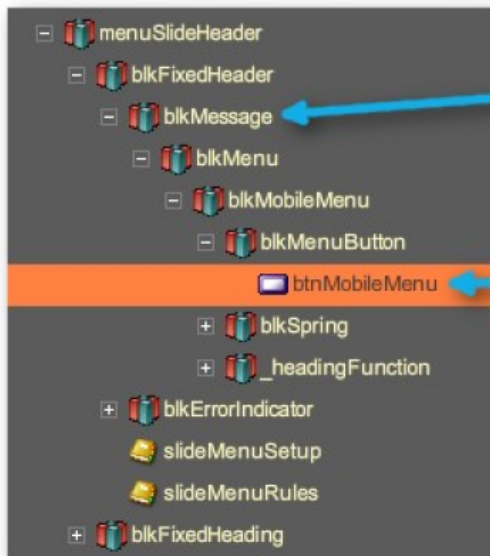 menuSlideHeader
blkFixedHeader
blkMessage
blkMenu
blkMobileMenu
blkMenuButton
btnMobileMenu
blkSpring
_headingFunction
blkErrorIndicator
slideMenuSetup
slideMenuRules
blkFixedHeading